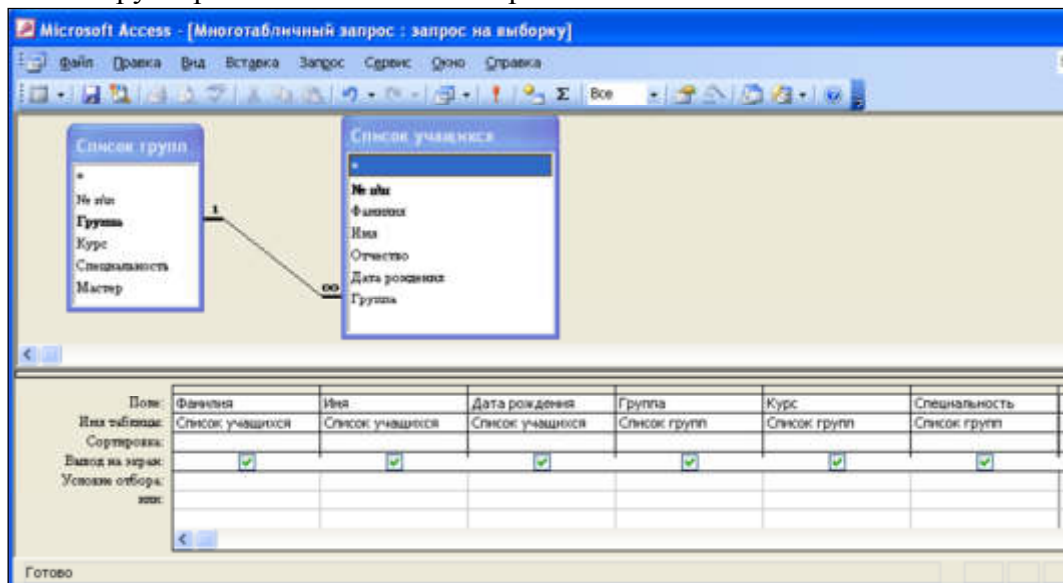 Microsoft Access - [Многотабличный запрос : запрос на выборку]
Файл Правка Вид Вставка Запрос Сервис Окно Справка
Σ Все
Список групп
*
№ п/п
Группа
Курс
Специальность
Мастер
1
∞
Список учащихся
*
№ п/п
Фамилия
Имя
Отчество
Дата рождения
Группа
Поле: Фамилия Имя Дата рождения Группа Курс Специальность
Имя таблицы: Список учащихся Список учащихся Список учащихся Список групп Список групп Список групп
Сортировка:
Вывод на экран:
Условие отбора:
или:
Готово